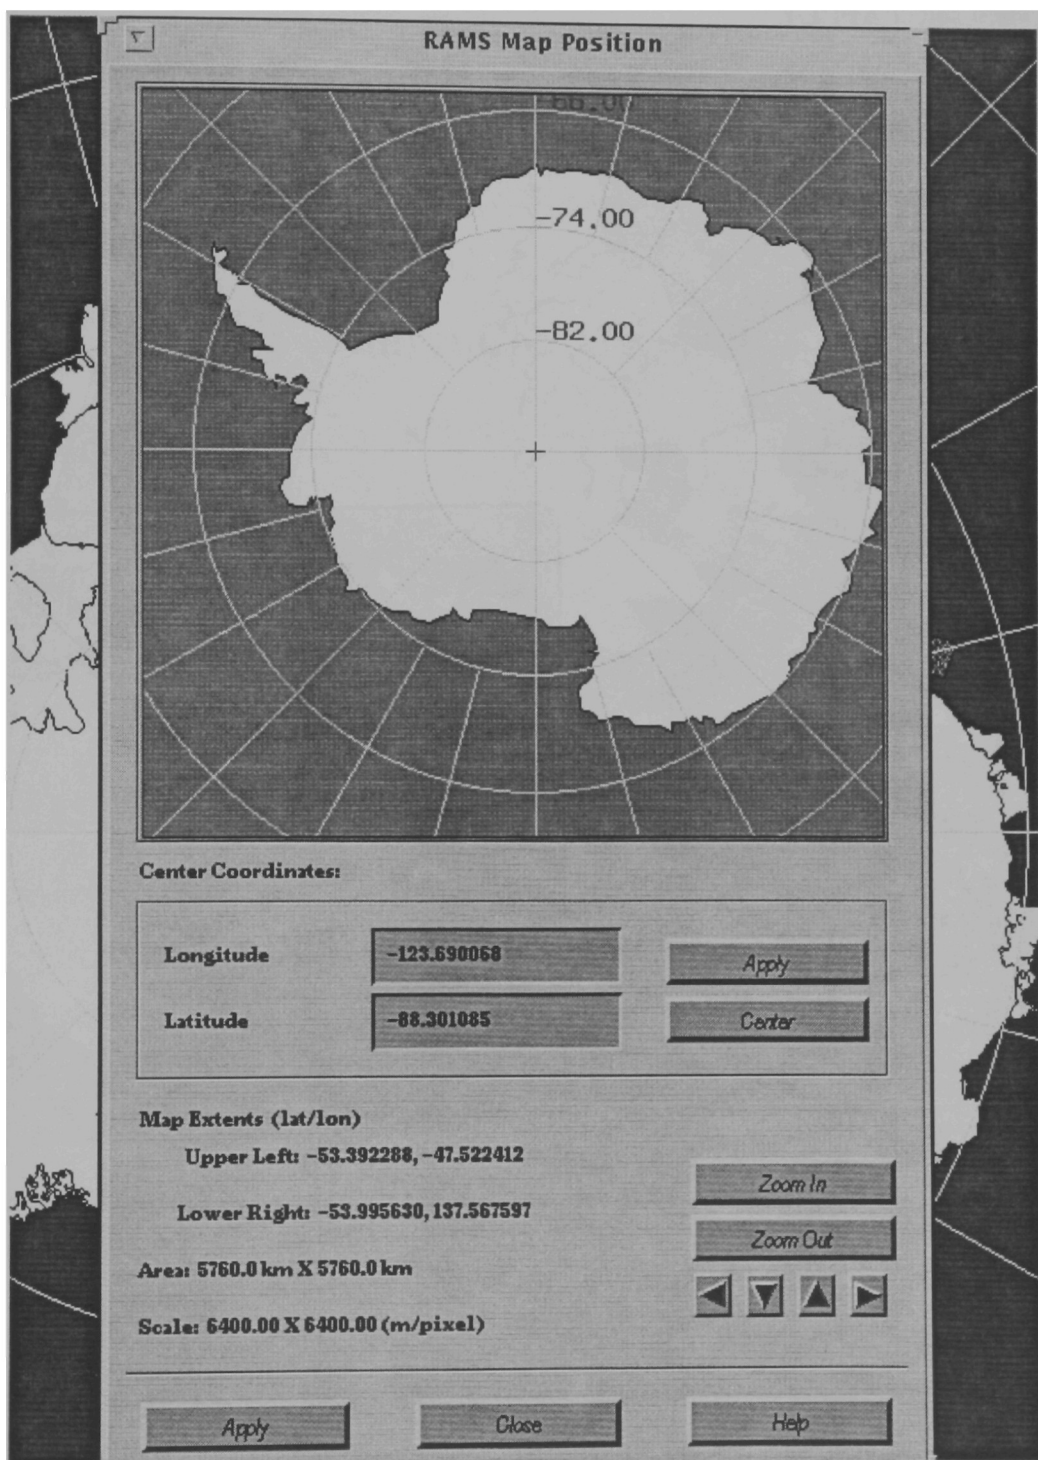 RAMS Map Position
-66.00
-74.00
-82.00
Center Coordinates:
Longitude -123.690068 Apply
Latitude -88.301085 Center
Map Extents (lat/lon)
Upper Left: -53.392288, -47.522412
Zoom In
Lower Right: -53.995630, 137.567597
Zoom Out
Area: 5760.0 km X 5760.0 km
Scale: 6400.00 X 6400.00 (m/pixel)
Apply Close Help